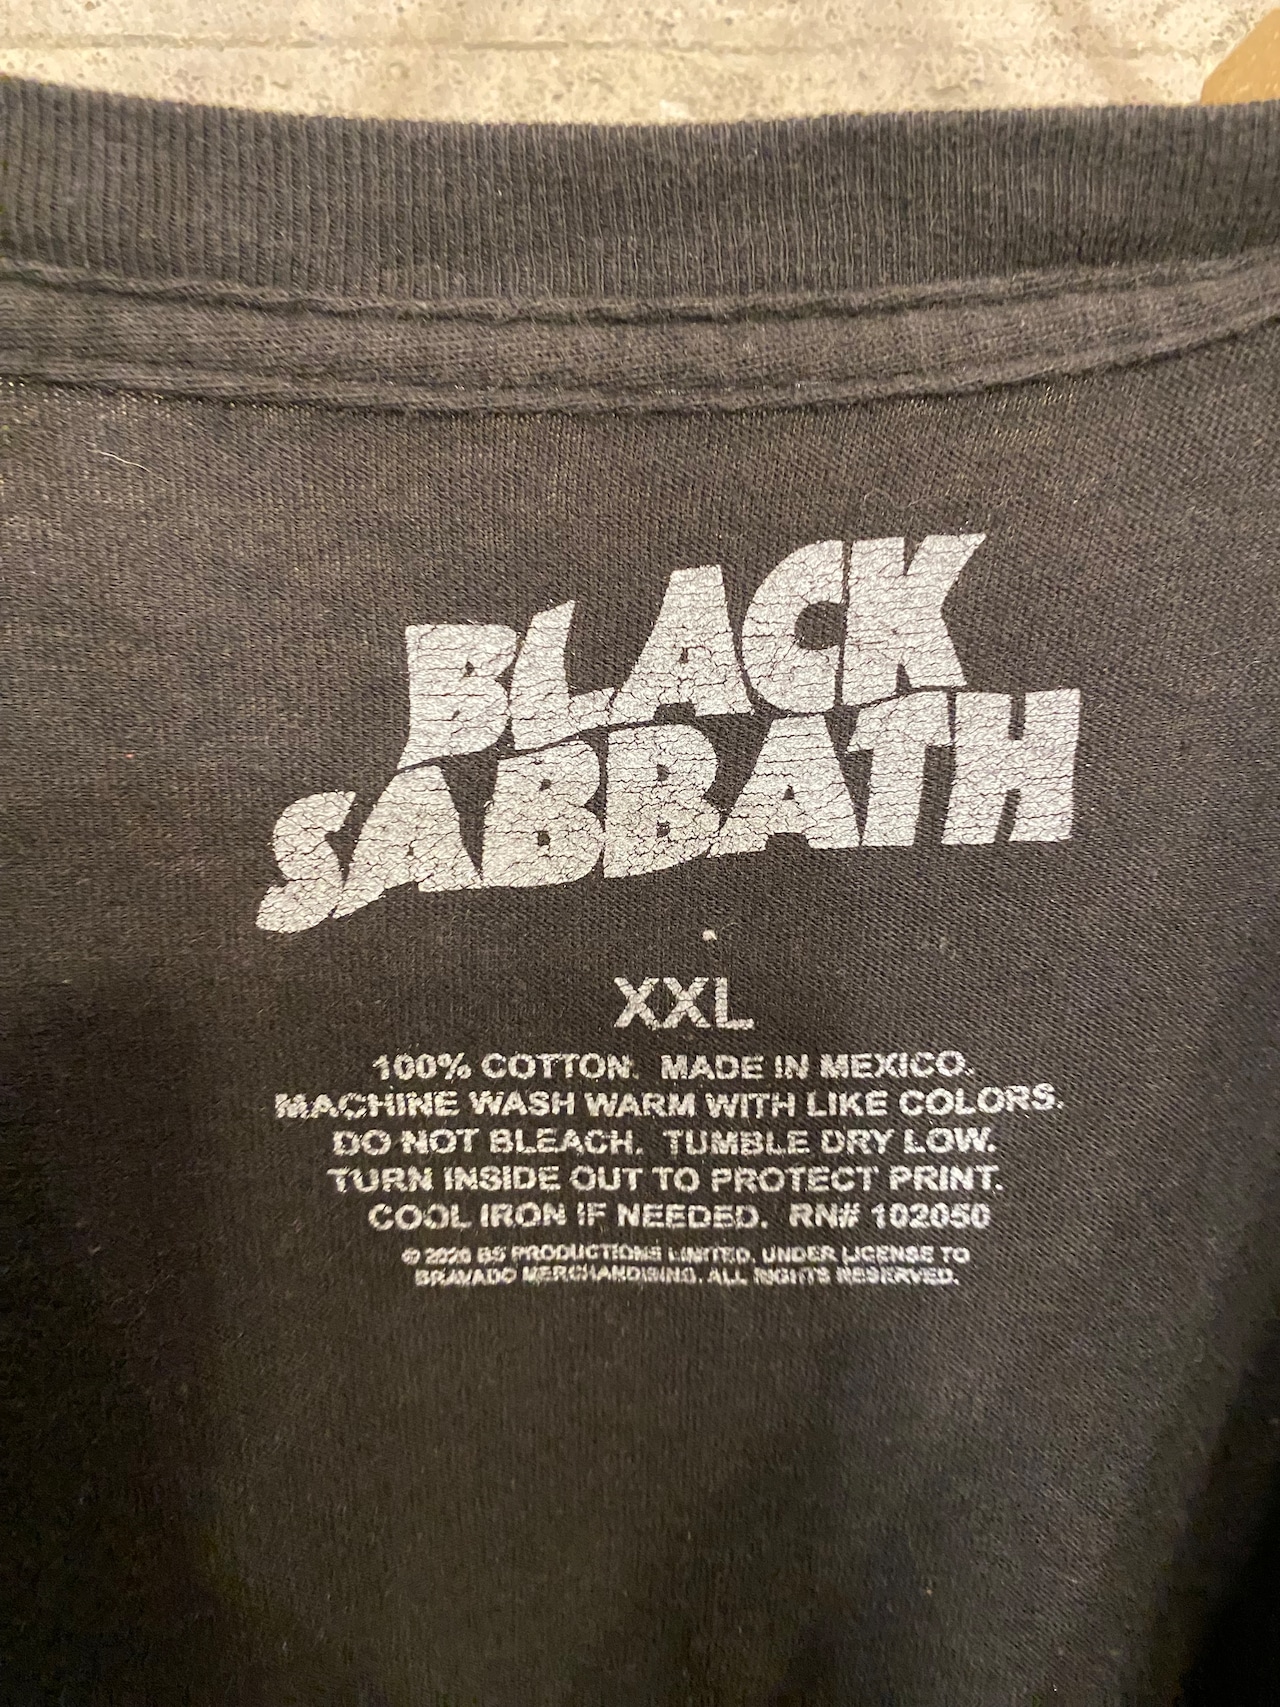 BLACK
SABBATH
XXL
100% COTTON. MADE IN MEXICO.
MACHINE WASH WARM WITH LIKE COLORS.
DO NOT BLEACH. TUMBLE DRY LOW.
TURN INSIDE OUT TO PROTECT PRINT.
COOL IRON IF NEEDED. RN# 102050
© 2020 BS PRODUCTIONS LIMITED, UNDER LICENSE TO
BRAVADO MERCHANDISING. ALL RIGHTS RESERVED.